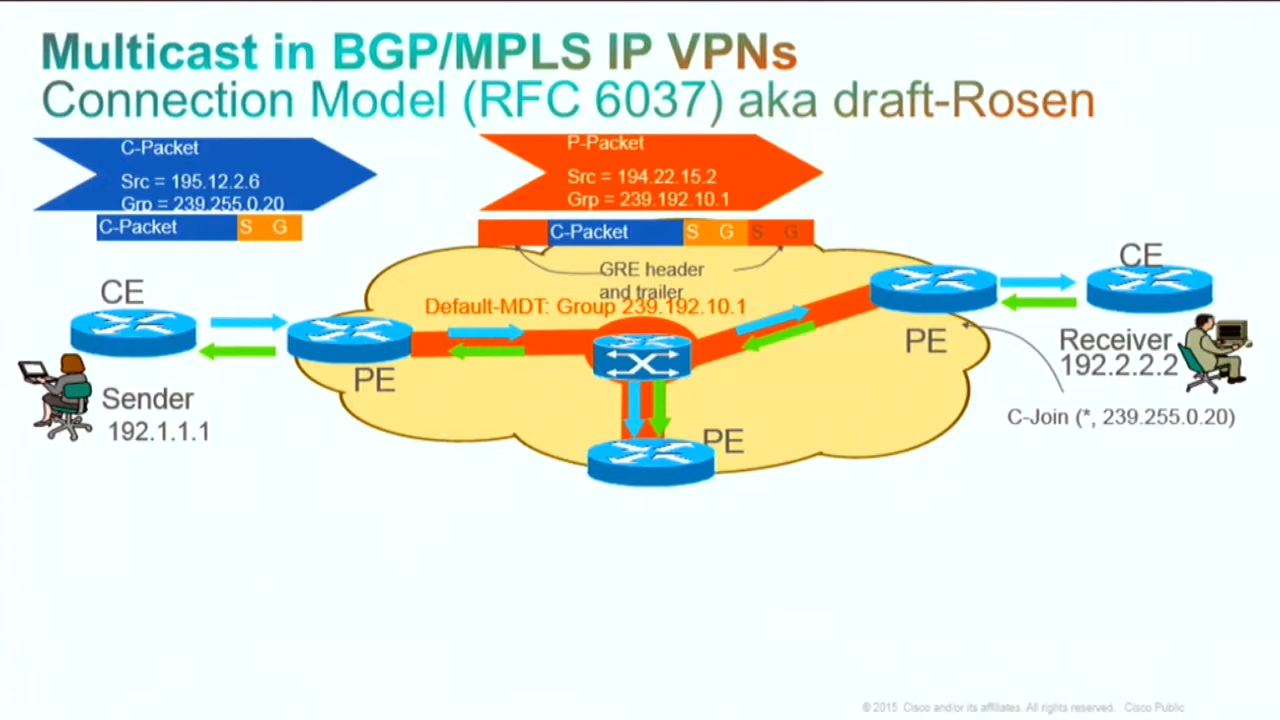 Multicast in BGP/MPLS IP VPNs
Connection Model (RFC 6037) aka draft-Rosen
C-Packet
Src = 195.12.2.6
Grp = 239.255.0.20
C-Packet S G
P-Packet
Src = 194.22.15.2
Grp = 239.192.10.1
C-Packet S G S G
GRE header
and trailer
Default-MDT: Group 239.192.10.1
CE
PE
Sender
192.1.1.1
PE
PE
CE
Receiver
192.2.2.2
C-Join (*, 239.255.0.20)
© 2015 Cisco and/or its affiliates. All rights reserved. Cisco Public